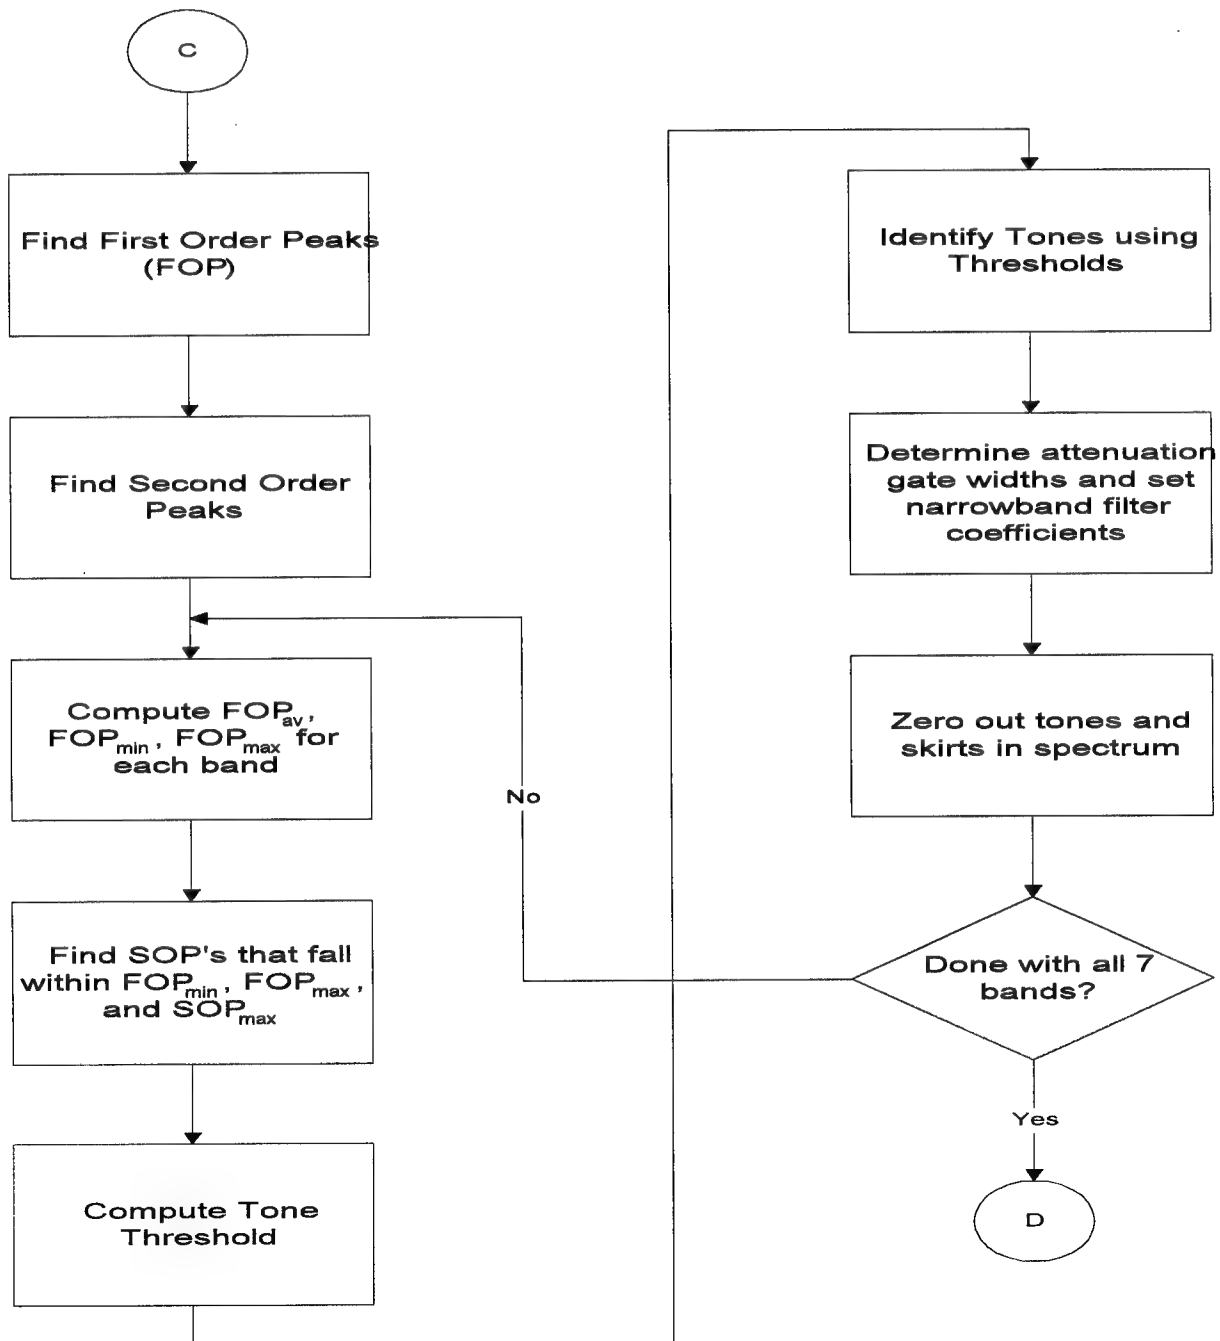 C
Find First Order Peaks
(FOP)
Find Second Order
Peaks
Compute FOPav,
FOPmin, FOPmax for
each band
Find SOP's that fall
within FOPmin, FOPmax,
and SOPmax
Compute Tone
Threshold
No
Identify Tones using
Thresholds
Determine attenuation
gate widths and set
narrowband filter
coefficients
Zero out tones and
skirts in spectrum
Done with all 7
bands?
Yes
D